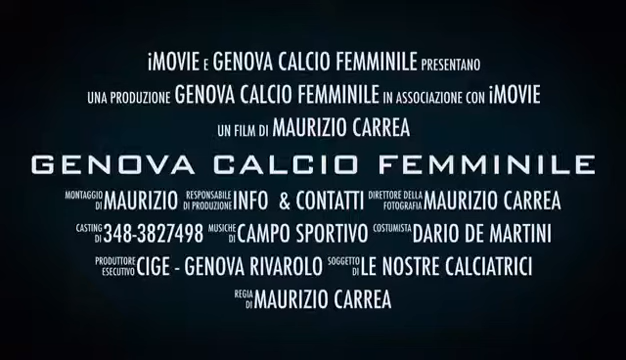 iMOVIE E GENOVA CALCIO FEMMINILE PRESENTANO
UNA PRODUZIONE GENOVA CALCIO FEMMINILE IN ASSOCIAZIONE CON iMOVIE
UN FILM DI MAURIZIO CARREA
GENOVA CALCIO FEMMINILE
MONTAGGIO DI MAURIZIO RESPONSABILE DI PRODUZIONE INFO & CONTATTI DIRETTORE DELLA FOTOGRAFIA MAURIZIO CARREA
CASTING DI 348-3827498 MUSICHE DI CAMPO SPORTIVO COSTUMISTA DARIO DE MARTINI
PRODUTTORE ESECUTIVO CIGE - GENOVA RIVAROLO SOGGETTO DI LE NOSTRE CALCIATRICI
REGIA DI MAURIZIO CARREA